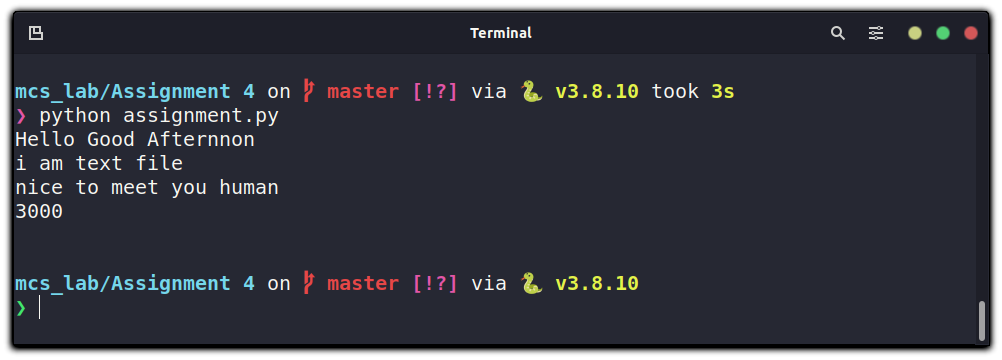 Terminal
mcs_lab/Assignment 4 on master [!?] via 🐍 v3.8.10 took 3s
❯ python assignment.py
Hello Good Afternnon
i am text file
nice to meet you human
3000
mcs_lab/Assignment 4 on master [!?] via 🐍 v3.8.10
❯